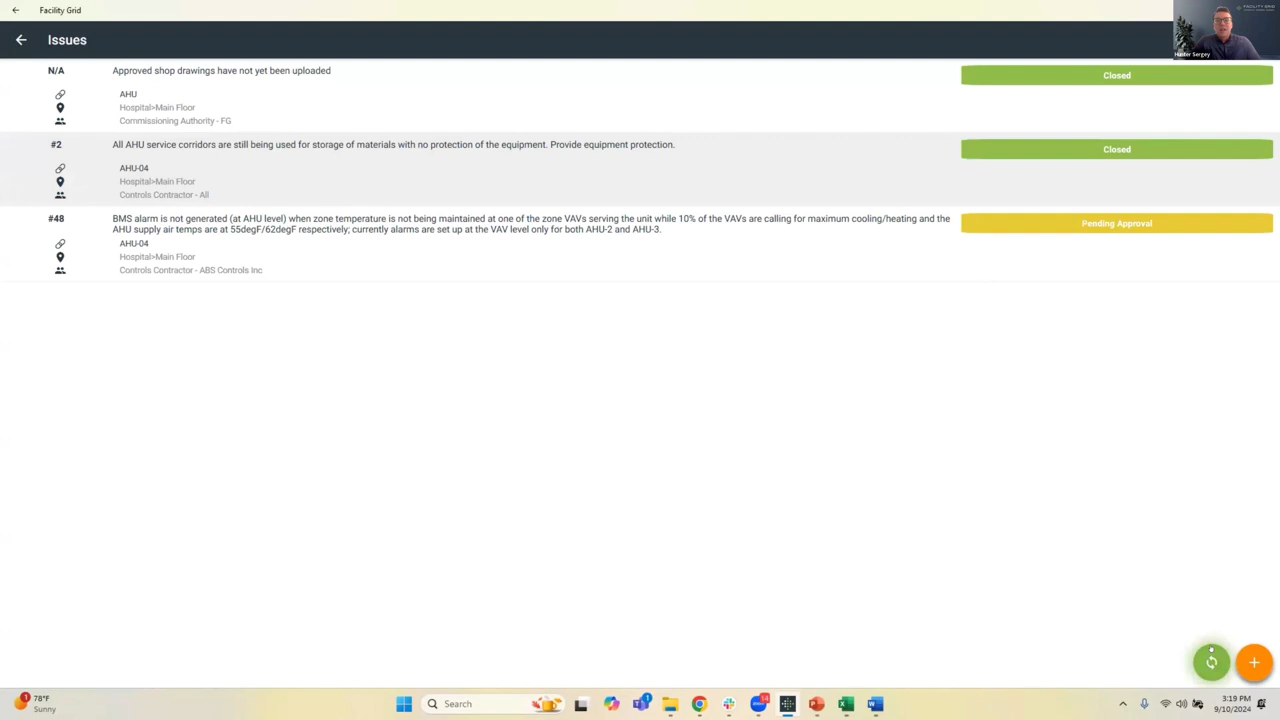 Facility Grid
Issues
FACILITY GRID
Hunter Sergey
N/A
Approved shop drawings have not yet been uploaded
Closed
AHU
Hospital>Main Floor
Commissioning Authority - FG
#2
All AHU service corridors are still being used for storage of materials with no protection of the equipment. Provide equipment protection.
Closed
AHU-04
Hospital>Main Floor
Controls Contractor - All
#48
BMS alarm is not generated (at AHU level) when zone temperature is not being maintained at one of the zone VAVs serving the unit while 10% of the VAVs are calling for maximum cooling/heating and the
AHU supply air temps are at 55degF/62degF respectively; currently alarms are set up at the VAV level only for both AHU-2 and AHU-3.
Pending Approval
AHU-04
Hospital>Main Floor
Controls Contractor - ABS Controls Inc
1
78°F
Sunny
Search
1
3:19 PM
9/10/2024